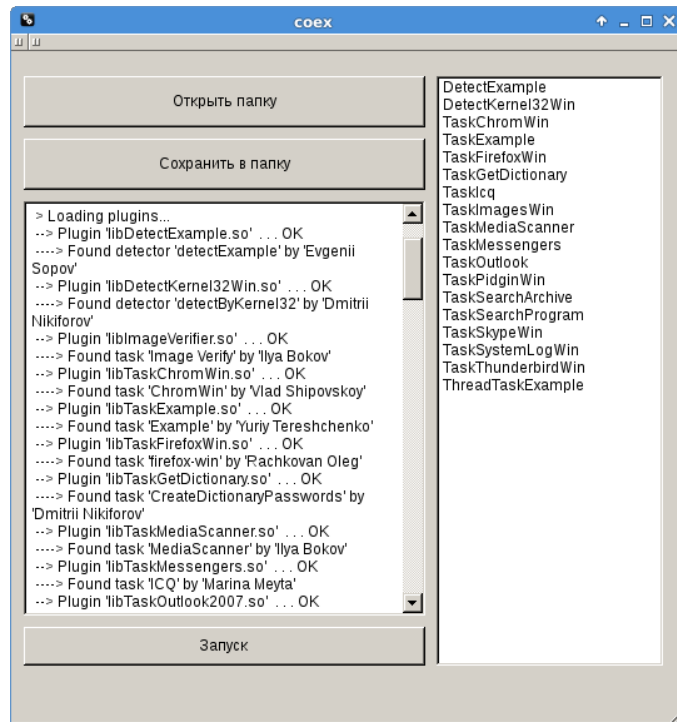 coex
Открыть папку
Сохранить в папку
> Loading plugins...
--> Plugin 'libDetectExample.so' ... OK
----> Found detector 'detectExample' by 'Evgenii
Sopov'
--> Plugin 'libDetectKernel32Win.so' ... OK
----> Found detector 'detectByKernel32' by 'Dmitrii
Nikiforov'
--> Plugin 'libImageVerifier.so' ... OK
----> Found task 'Image Verify' by 'Ilya Bokov'
--> Plugin 'libTaskChromWin.so' ... OK
----> Found task 'ChromWin' by 'Vlad Shipovskoy'
--> Plugin 'libTaskExample.so' ... OK
----> Found task 'Example' by 'Yuriy Tereshchenko'
--> Plugin 'libTaskFirefoxWin.so' ... OK
----> Found task 'firefox-win' by 'Rachkovan Oleg'
--> Plugin 'libTaskGetDictionary.so' ... OK
----> Found task 'CreateDictionaryPasswords' by
'Dmitrii Nikiforov'
--> Plugin 'libTaskMediaScanner.so' ... OK
----> Found task 'MediaScanner' by 'Ilya Bokov'
--> Plugin 'libTaskMessengers.so' ... OK
----> Found task 'ICQ' by 'Marina Meyta'
--> Plugin 'libTaskOutlook2007.so' ... OK
Запуск
DetectExample
DetectKernel32Win
TaskChromWin
TaskExample
TaskFirefoxWin
TaskGetDictionary
TaskIcq
TaskImagesWin
TaskMediaScanner
TaskMessengers
TaskOutlook
TaskPidginWin
TaskSearchArchive
TaskSearchProgram
TaskSkypeWin
TaskSystemLogWin
TaskThunderbirdWin
ThreadTaskExample